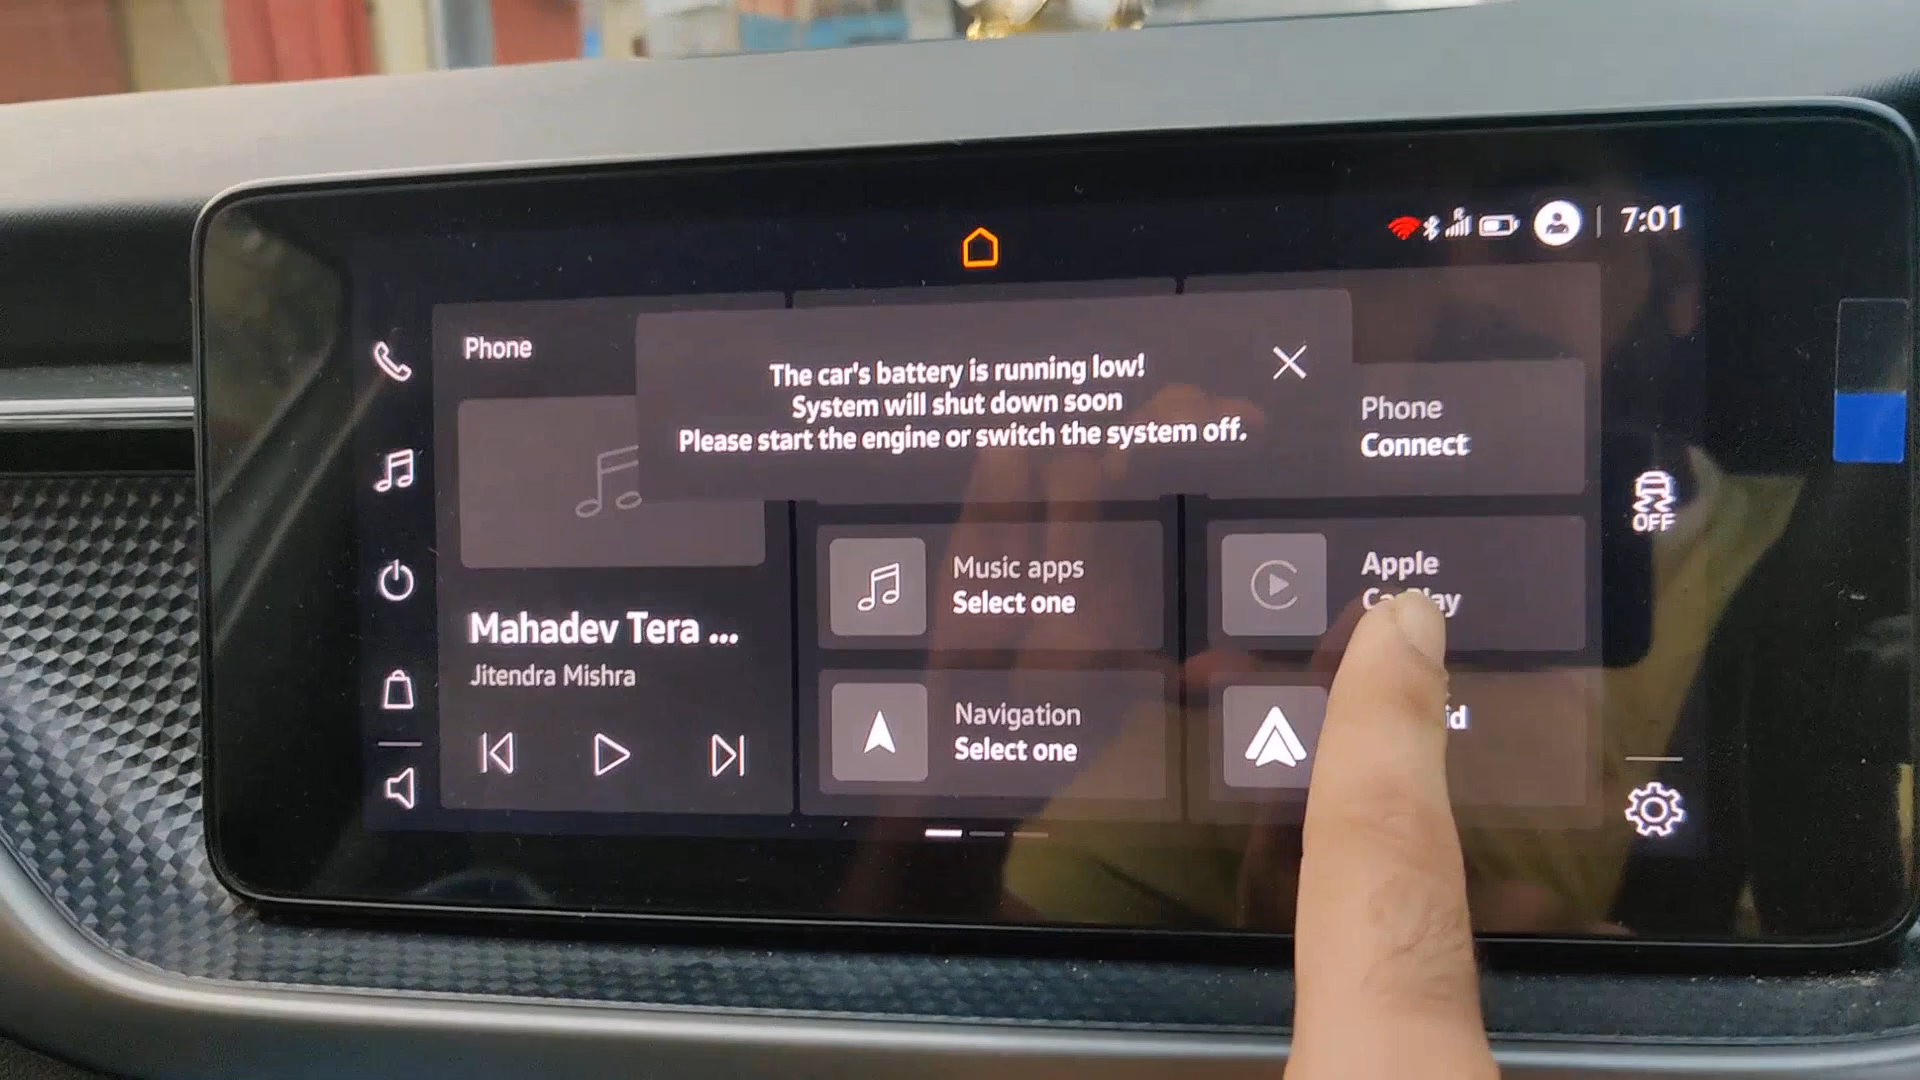 R
7:01
Phone
The car's battery is running low!
System will shut down soon
Please start the engine or switch the system off.
Phone
Connect
OFF
Music apps
Select one
Apple
Mahadev Tera ...
Jitendra Mishra
Navigation
Select one